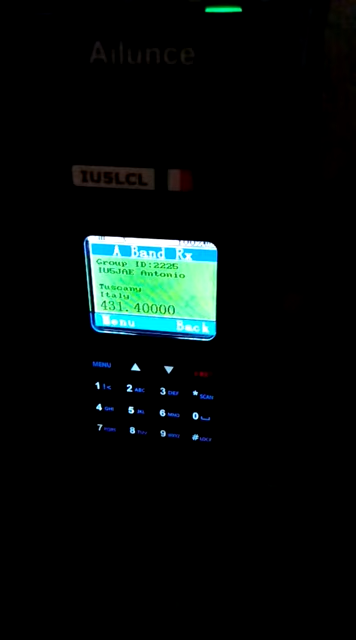 Ailunce
IU5LCL
A Band Rx
Group ID:2225
IU5JAE Antonio
Tuscany
Italy
431.40000
Menu Back
MENU
1 2 ABC 3 DEF * SCAN
4 GHI 5 JKL 6 MNO 0
7 8 9 #